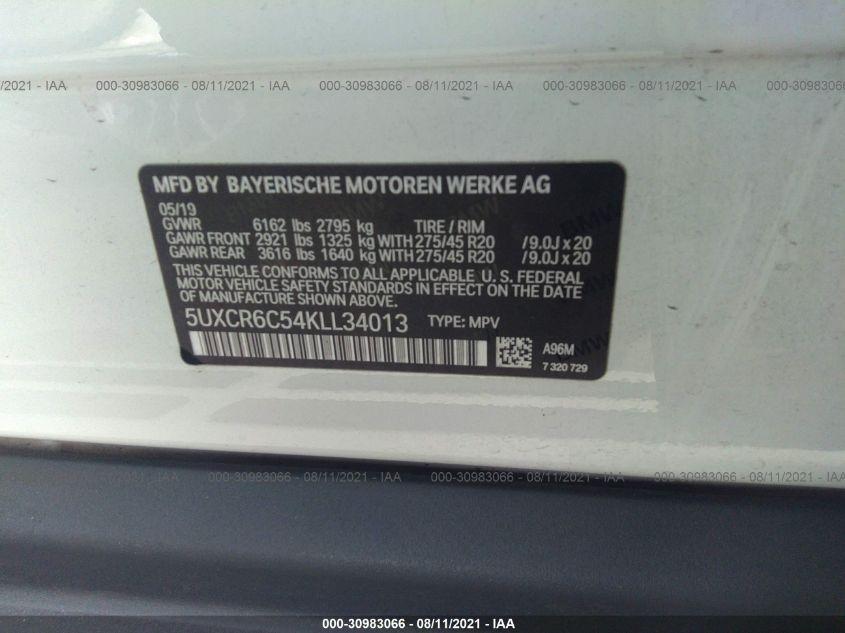 /2021 - IAA 000-30983066 - 08/11/2021 - IAA 000-30983066 - 08/11/2021 - IAA 000-30983066 - 08/11/2021
MFD BY BAYERISCHE MOTOREN WERKE AG
05/19
GVWR 6162 lbs 2795 kg TIRE / RIM
GAWR FRONT 2921 lbs 1325 kg WITH 275/45 R20 / 9.0J x 20
GAWR REAR 3616 lbs 1640 kg WITH 275/45 R20 / 9.0J x 20
THIS VEHICLE CONFORMS TO ALL APPLICABLE U. S. FEDERAL
MOTOR VEHICLE SAFETY STANDARDS IN EFFECT ON THE DATE
OF MANUFACTURE SHOWN ABOVE.
5UXCR6C54KLL34013 TYPE: MPV
A96M
7 320 729
/2021 - IAA 000-30983066 - 08/11/2021 - IAA 000-30983066 - 08/11/2021 - IAA 000-30983066 - 08/11/2021
000-30983066 - 08/11/2021 - IAA